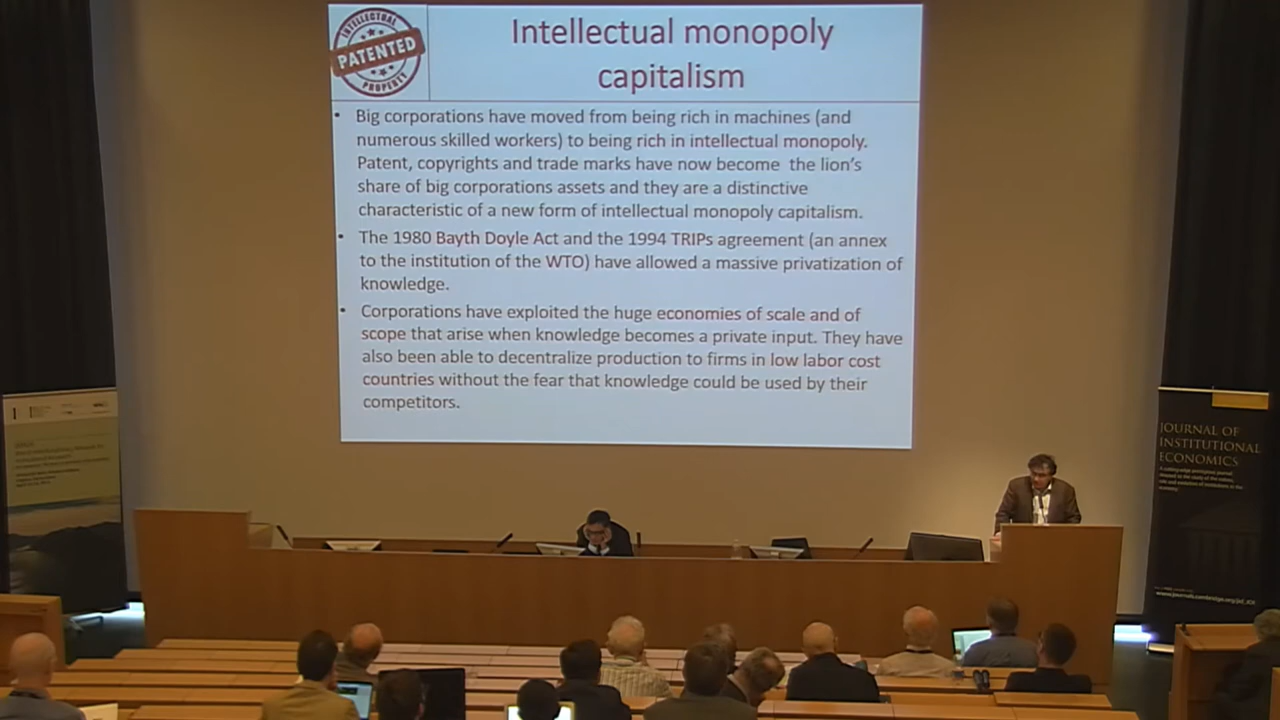 INTELLECTUAL
PATENTED
PROPERTY
Intellectual monopoly
capitalism
• Big corporations have moved from being rich in machines (and
numerous skilled workers) to being rich in intellectual monopoly.
Patent, copyrights and trade marks have now become the lion's
share of big corporations assets and they are a distinctive
characteristic of a new form of intellectual monopoly capitalism.
• The 1980 Bayth Doyle Act and the 1994 TRIPs agreement (an annex
to the institution of the WTO) have allowed a massive privatization of
knowledge.
• Corporations have exploited the huge economies of scale and of
scope that arise when knowledge becomes a private input. They have
also been able to decentralize production to firms in low labor cost
countries without the fear that knowledge could be used by their
competitors.
JOURNAL OF
INSTITUTIONAL
ECONOMICS